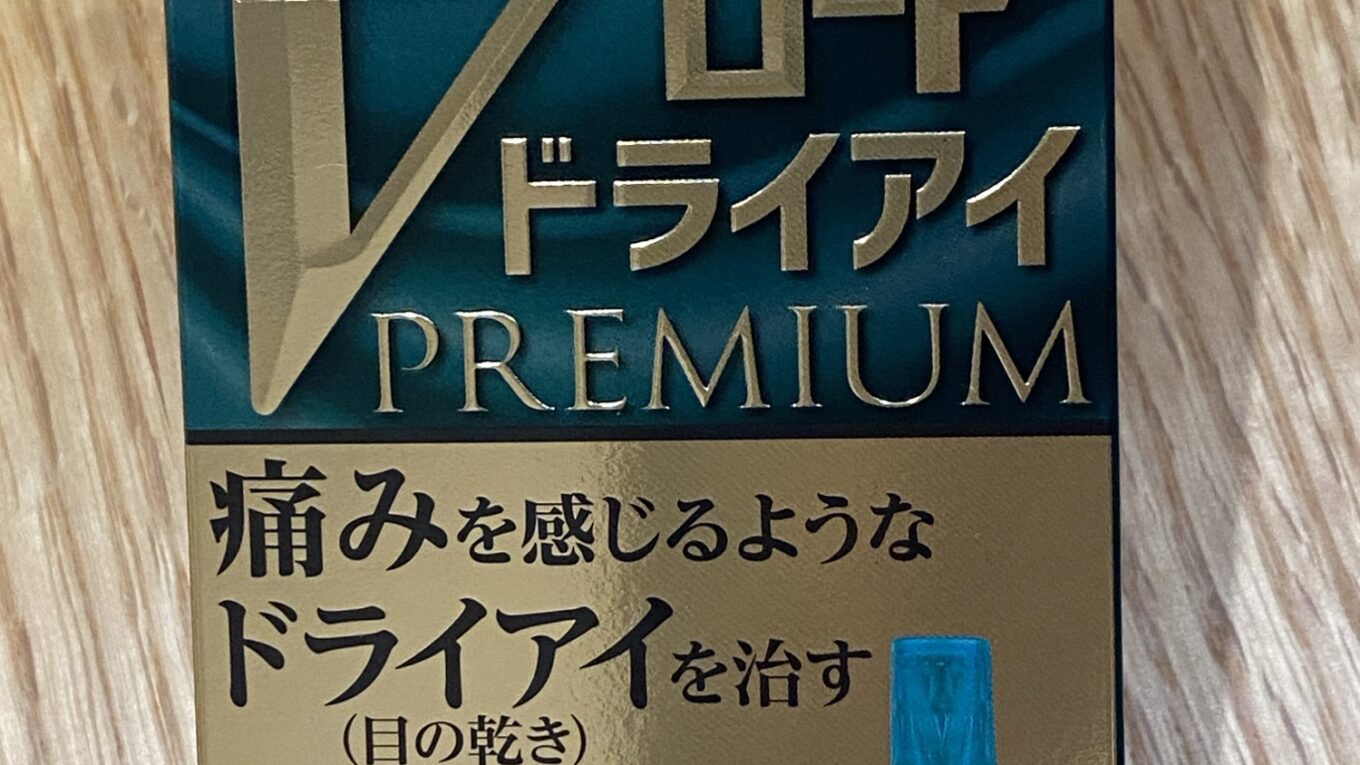 V ロート
ドライアイ
PREMIUM
痛みを感じるような
ドライアイを治す
(目の乾き)